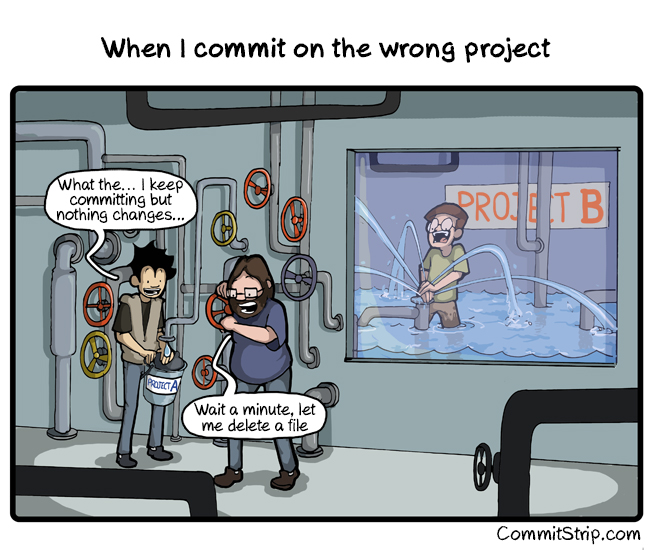 When I commit on the wrong project
What the... I keep
committing but
nothing changes...
PROJECT B
PROJECT A
Wait a minute, let
me delete a file
CommitStrip.com